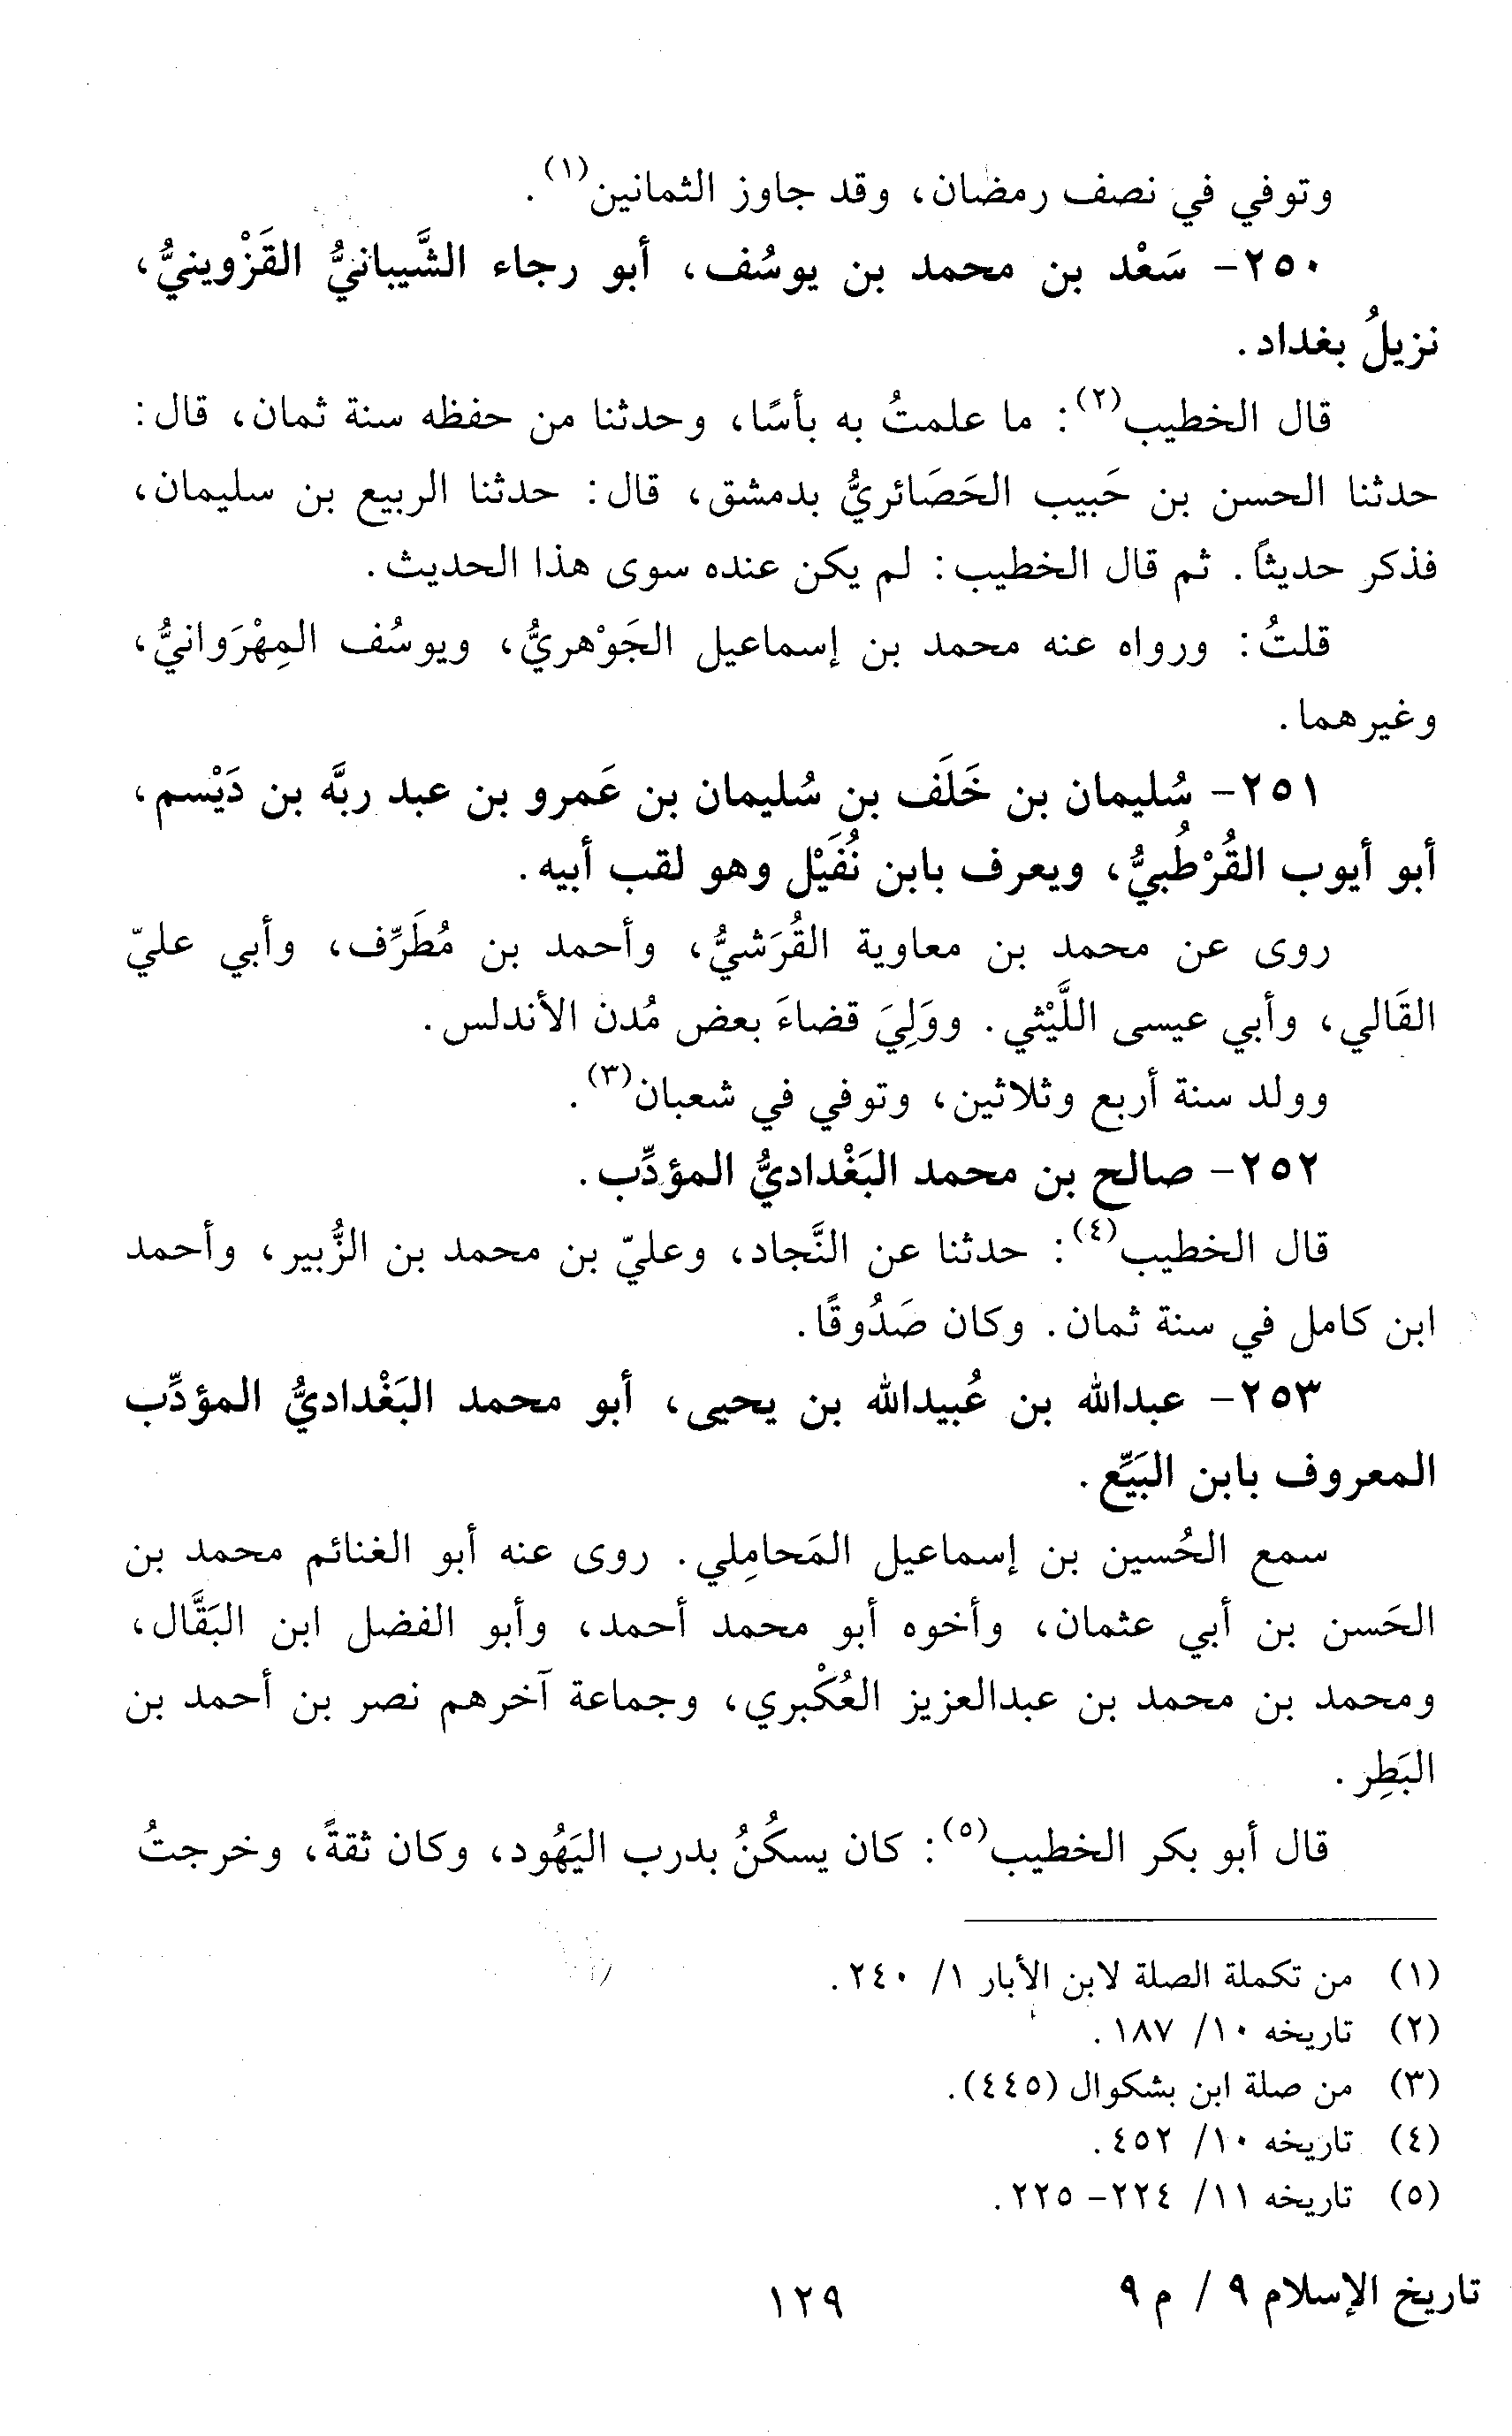 وتوفي في نصف رمضان، وقد جاوز الثمانين(١).
٢٥٠- سَعْد بن محمد بن يوسُف، أبو رجاء الشَّيبانيُّ القَزْوينيُّ،
نزيلُ بغداد.
قال الخطيب(٢): ما علمتُ به بأسًا، وحدثنا من حفظه سنة ثمان، قال:
حدثنا الحسن بن حَبيب الحَصَائريُّ بدمشق، قال: حدثنا الربيع بن سليمان،
فذكر حديثاً. ثم قال الخطيب: لم يكن عنده سوى هذا الحديث.
قلتُ: ورواه عنه محمد بن إسماعيل الجَوْهريُّ، ويوسُف المِهْرَوانيُّ،
وغيرهما.
٢٥١- سُليمان بن خَلَف بن سُليمان بن عَمرو بن عبد ربَّه بن دَيْسم،
أبو أيوب القُرْطُبيُّ، ويعرف بابن نُفَيْل وهو لقب أبيه.
روى عن محمد بن معاوية القُرَشيُّ، وأحمد بن مُطَرِّف، وأبي عليّ
القَالي، وأبي عيسى اللَّيْثي. ووَلِيَ قضاءَ بعض مُدن الأندلس.
وولد سنة أربع وثلاثين، وتوفي في شعبان(٣).
٢٥٢- صالح بن محمد البَغْداديُّ المؤدِّب.
قال الخطيب(٤): حدثنا عن النَّجاد، وعليّ بن محمد بن الزُّبير، وأحمد
ابن كامل في سنة ثمان. وكان صَدُوقًا.
٢٥٣- عبدالله بن عُبيدالله بن يحيى، أبو محمد البَغْداديُّ المؤدِّب
المعروف بابن البَيِّع.
سمع الحُسين بن إسماعيل المَحامِلي. روى عنه أبو الغنائم محمد بن
الحَسن بن أبي عثمان، وأخوه أبو محمد أحمد، وأبو الفضل ابن البَقَّال،
ومحمد بن محمد بن عبدالعزيز العُكْبري، وجماعة آخرهم نصر بن أحمد بن
البَطِر.
قال أبو بكر الخطيب(٥): كان يسكُنُ بدرب اليَهُود، وكان ثقةً، وخرجتُ
(١) من تكملة الصلة لابن الأبار ١/ ٢٤٠.
(٢) تاريخه ١٠/ ١٨٧.
(٣) من صلة ابن بشكوال (٤٤٥).
(٤) تاريخه ١٠/ ٤٥٢.
(٥) تاريخه ١١/ ٢٢٤- ٢٢٥.
تاريخ الإسلام ٩ / م ٩
١٢٩